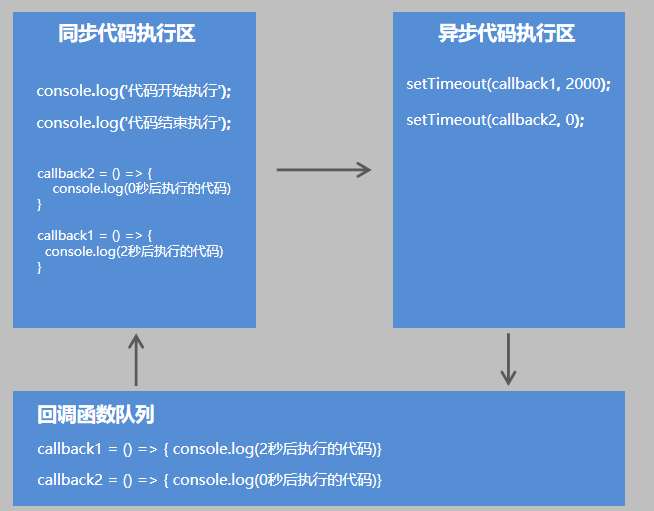 同步代码执行区
console.log('代码开始执行');
console.log('代码结束执行');
callback2 = () => {
console.log(0秒后执行的代码)
}
callback1 = () => {
console.log(2秒后执行的代码)
}
异步代码执行区
setTimeout(callback1, 2000);
setTimeout(callback2, 0);
回调函数队列
callback1 = () => { console.log(2秒后执行的代码)}
callback2 = () => { console.log(0秒后执行的代码)}